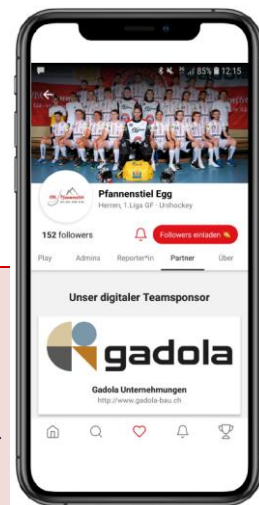 85% 12:15
Pfannenstiel Egg
Herren, 1.Liga GF · Unihockey
152 followers
Followers einladen
Play Admins Reporter*in Partner Über
Unser digitaler Teamsponsor
gadola
Gadola Unternehmungen
http://www.gadola-bau.ch